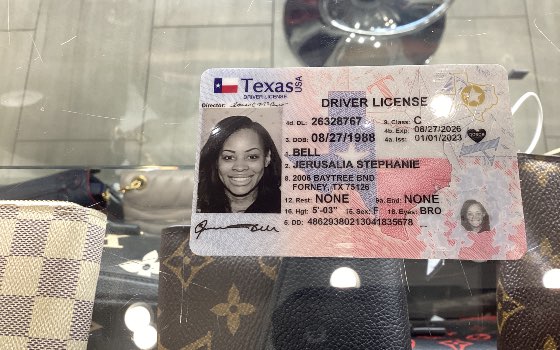 Texas USA
DRIVER LICENSE
Director:
DRIVER LICENSE
4d. DL: 26328767 9. Class: C
4b. Exp: 08/27/2026
3. DOB: 08/27/1988 4a. Iss: 01/01/2023
1. BELL
2. JERUSALIA STEPHANIE
8. 2006 BAYTREE BND
FORNEY, TX 75126
12. Rest: NONE 9a. End: NONE
16. Hgt: 5'-03" 15. Sex: F 18. Eyes: BRO
5. DD: 48629380213041835678